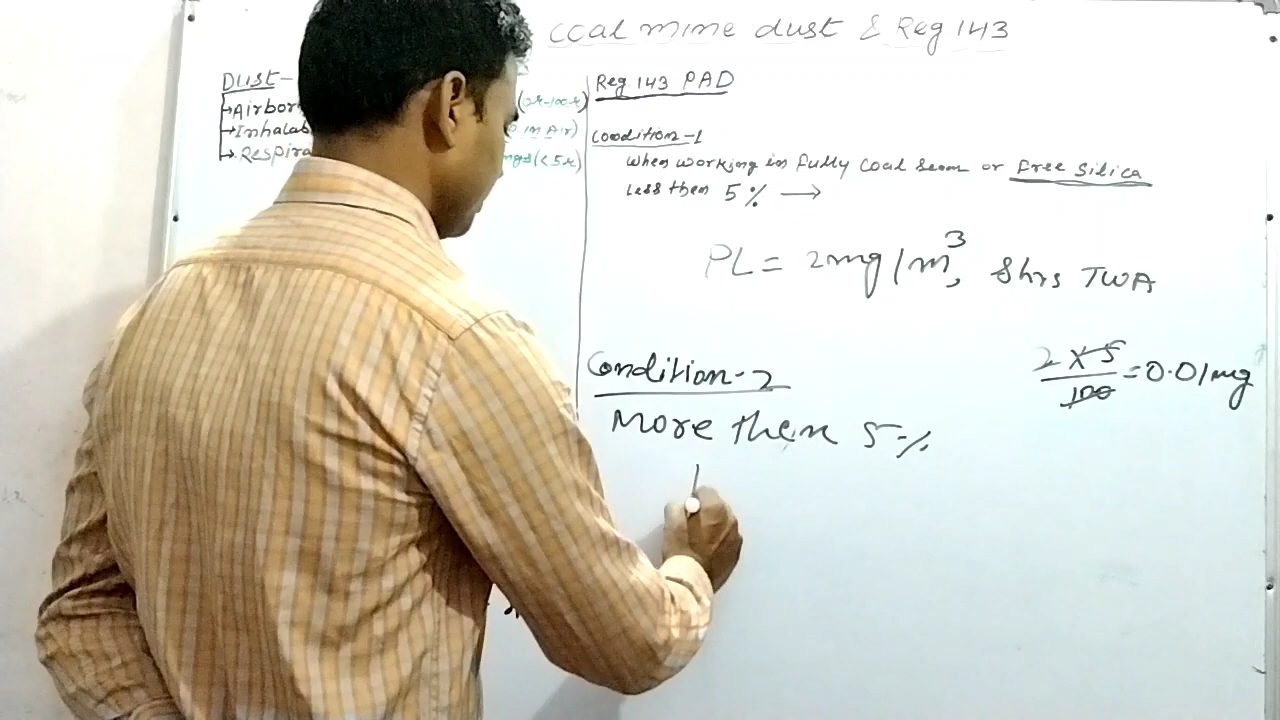 coal mine dust & Reg 143
Dust-
→Airbor
→Inhalab
→Respira
Reg 143 PAD
Condition-1
when working in fully coal seam or free silica
less then 5% →
PL = 2mg/m³, 8hrs TWA
2 x 5
100
= 0.01mg
Condition-2
More then 5%